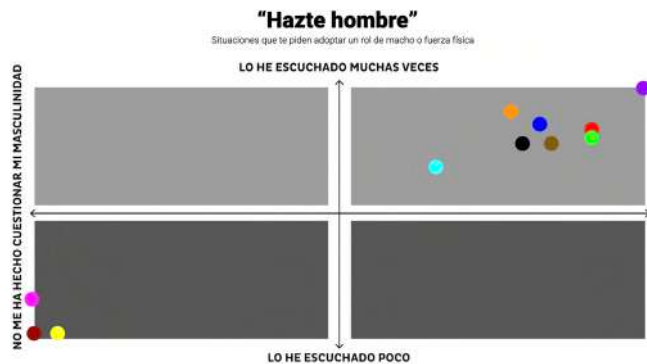 “Hazte hombre”
Situaciones que te piden adoptar un rol de macho o fuerza física
LO HE ESCUCHADO MUCHAS VECES
NO ME HA HECHO CUESTIONAR MI MASCULINIDAD
LO HE ESCUCHADO POCO